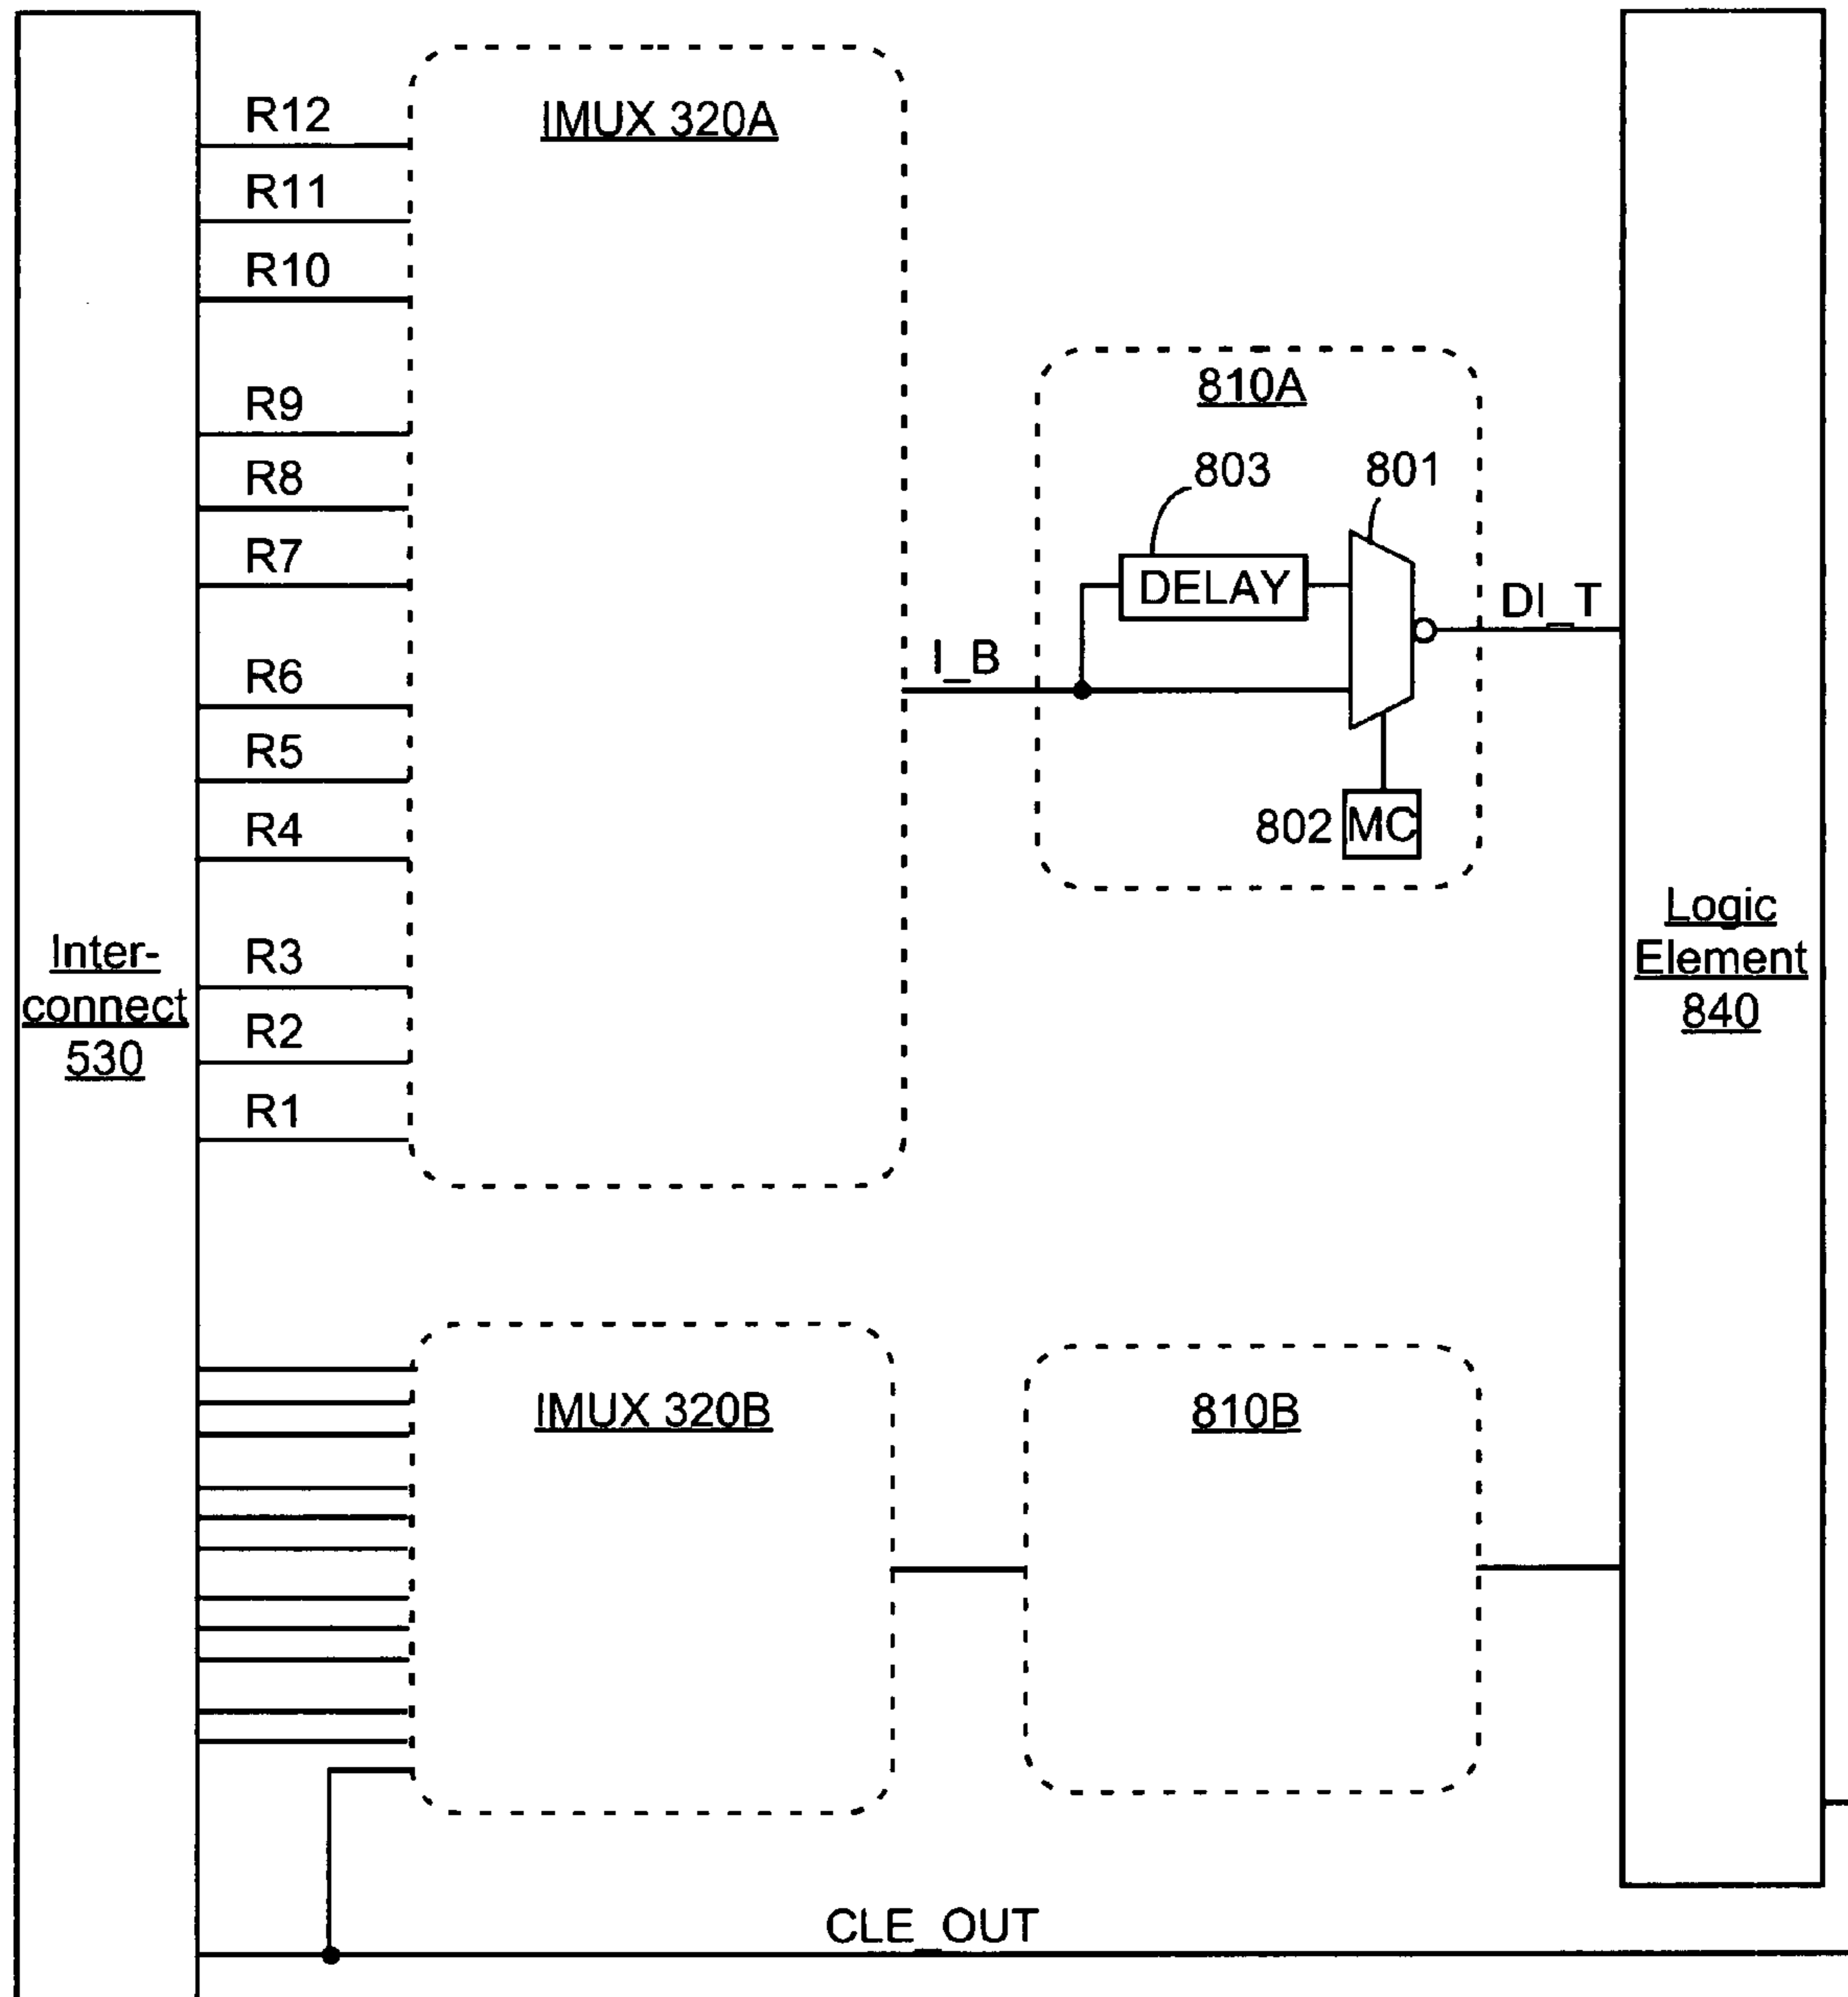 R12
IMUX 320A
R11
R10
810A
R9
803
801
R8
R7
DELAY
DI_T
I_B
R6
R5
R4
802
MC
Logic
Element
840
Inter-
connect
530
R3
R2
R1
IMUX 320B
810B
CLE_OUT